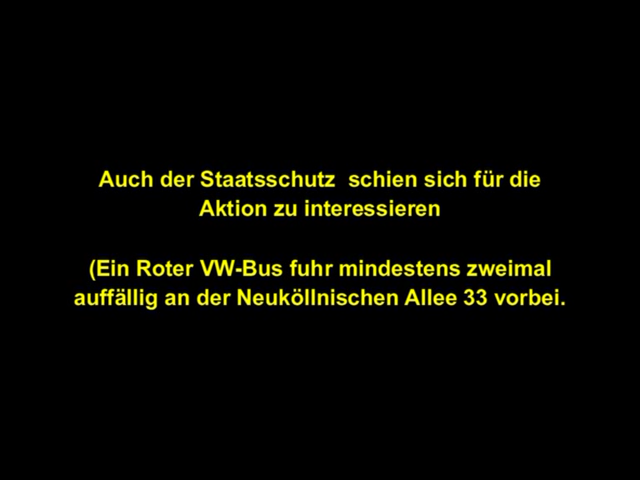 Auch der Staatsschutz  schien sich für die
Aktion zu interessieren
(Ein Roter VW-Bus fuhr mindestens zweimal
auffällig an der Neuköllnischen Allee 33 vorbei.